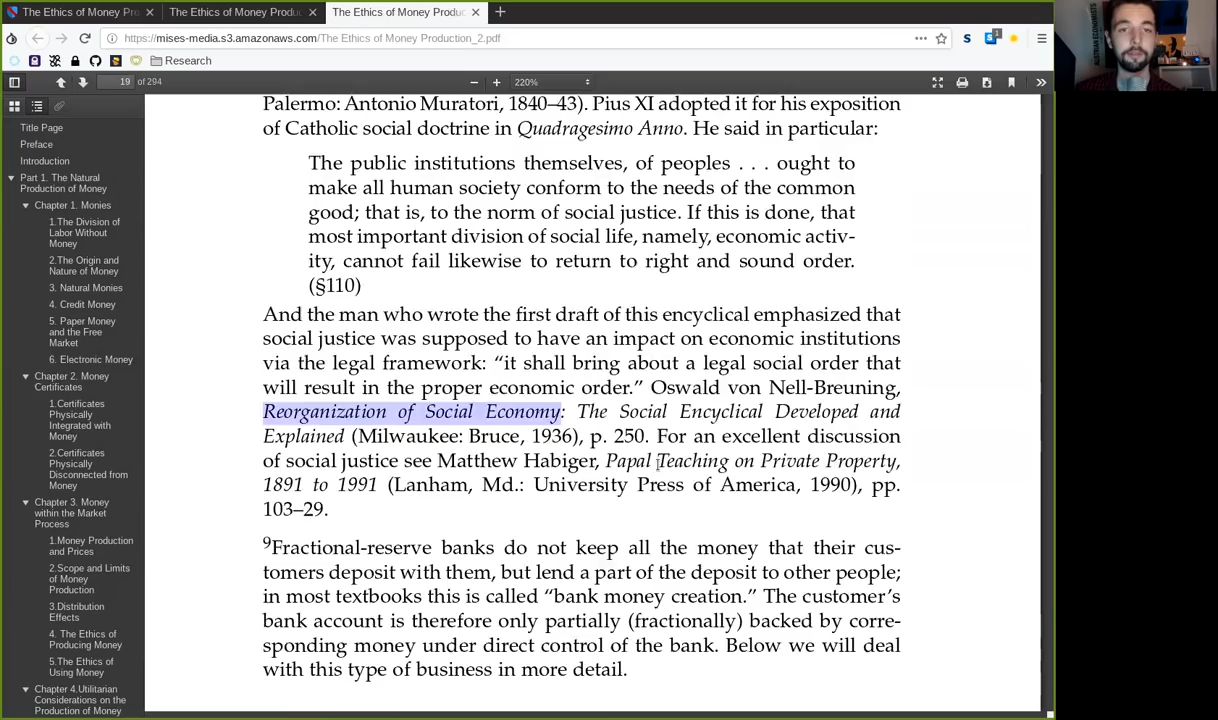 The Ethics of Money Pro
The Ethics of Money Produc
The Ethics of Money Produc
https://mises-media.s3.amazonaws.com/The Ethics of Money Production_2.pdf
Research
19 of 294
220%
Title Page
Preface
Introduction
Part 1. The Natural
Production of Money
Chapter 1. Monies
1.The Division of
Labor Without
Money
2.The Origin and
Nature of Money
3. Natural Monies
4. Credit Money
5. Paper Money
and the Free
Market
6. Electronic Money
Chapter 2. Money
Certificates
1.Certificates
Physically
Integrated with
Money
2.Certificates
Physically
Disconnected from
Money
Chapter 3. Money
within the Market
Process
1.Money Production
and Prices
2.Scope and Limits
of Money
Production
3.Distribution
Effects
4. The Ethics of
Producing Money
5.The Ethics of
Using Money
Chapter 4.Utilitarian
Considerations on the
Production of Money
Palermo: Antonio Muratori, 1840–43). Pius XI adopted it for his exposition
of Catholic social doctrine in Quadragesimo Anno. He said in particular:
The public institutions themselves, of peoples . . . ought to
make all human society conform to the needs of the common
good; that is, to the norm of social justice. If this is done, that
most important division of social life, namely, economic activ-
ity, cannot fail likewise to return to right and sound order.
(§110)
And the man who wrote the first draft of this encyclical emphasized that
social justice was supposed to have an impact on economic institutions
via the legal framework: “it shall bring about a legal social order that
will result in the proper economic order.” Oswald von Nell-Breuning,
Reorganization of Social Economy: The Social Encyclical Developed and
Explained (Milwaukee: Bruce, 1936), p. 250. For an excellent discussion
of social justice see Matthew Habiger, Papal Teaching on Private Property,
1891 to 1991 (Lanham, Md.: University Press of America, 1990), pp.
103–29.
9Fractional-reserve banks do not keep all the money that their cus-
tomers deposit with them, but lend a part of the deposit to other people;
in most textbooks this is called “bank money creation.” The customer’s
bank account is therefore only partially (fractionally) backed by corre-
sponding money under direct control of the bank. Below we will deal
with this type of business in more detail.